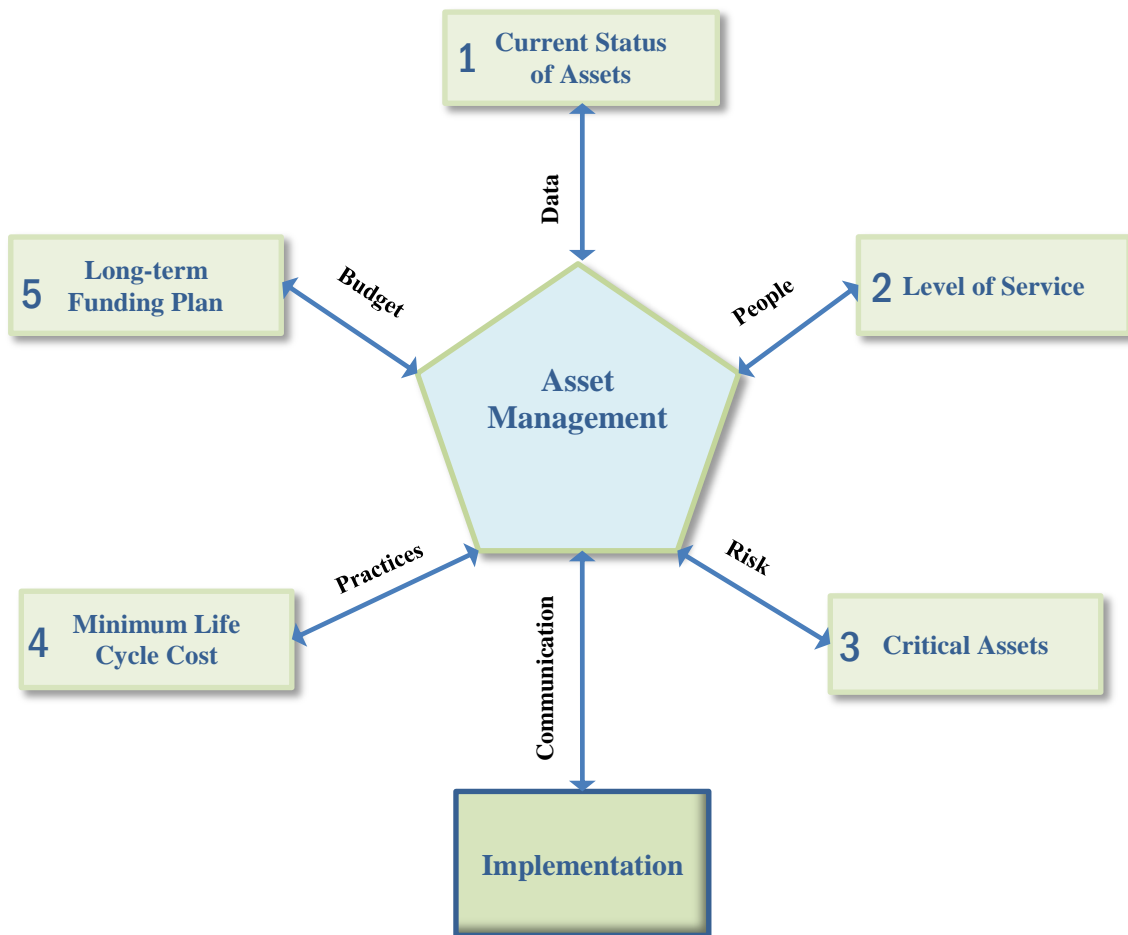 1
Current Status
of Assets
Data
5
Long-term
Funding Plan
Budget
People
2 Level of Service
Asset
Management
Practices
Risk
4
Minimum Life
Cycle Cost
Communication
3 Critical Assets
Implementation